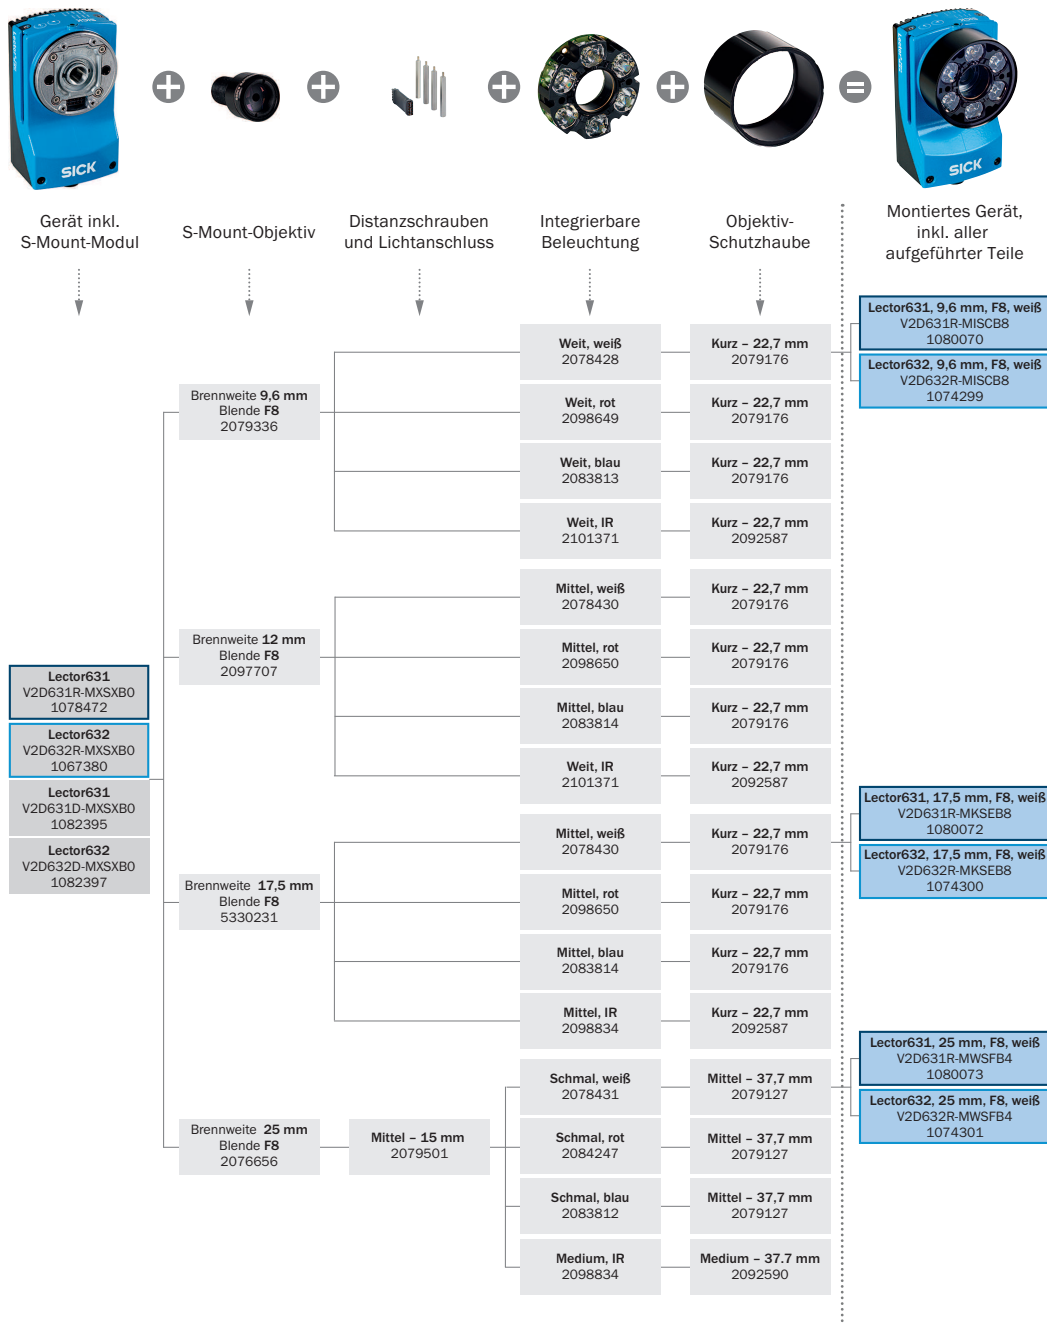 SICK
SICK
Gerät inkl.
S-Mount-Modul
S-Mount-Objektiv
Distanzschrauben
und Lichtanschluss
Integrierbare
Beleuchtung
Objektiv-
Schutzhaube
Montiertes Gerät,
inkl. aller
aufgeführter Teile
Lector631
V2D631R-MXSXB0
1078472
Lector632
V2D632R-MXSXB0
1067380
Lector631
V2D631D-MXSXB0
1082395
Lector632
V2D632D-MXSXB0
1082397
Brennweite 9,6 mm
Blende F8
2079336
Weit, weiß
2078428
Kurz – 22,7 mm
2079176
Lector631, 9,6 mm, F8, weiß
V2D631R-MISCB8
1080070
Lector632, 9,6 mm, F8, weiß
V2D632R-MISCB8
1074299
Weit, rot
2098649
Kurz – 22,7 mm
2079176
Weit, blau
2083813
Kurz – 22,7 mm
2079176
Weit, IR
2101371
Kurz – 22,7 mm
2092587
Brennweite 12 mm
Blende F8
2097707
Mittel, weiß
2078430
Kurz – 22,7 mm
2079176
Mittel, rot
2098650
Kurz – 22,7 mm
2079176
Mittel, blau
2083814
Kurz – 22,7 mm
2079176
Weit, IR
2101371
Kurz – 22,7 mm
2092587
Brennweite 17,5 mm
Blende F8
5330231
Mittel, weiß
2078430
Kurz – 22,7 mm
2079176
Lector631, 17,5 mm, F8, weiß
V2D631R-MKSEB8
1080072
Lector632, 17,5 mm, F8, weiß
V2D632R-MKSEB8
1074300
Mittel, rot
2098650
Kurz – 22,7 mm
2079176
Mittel, blau
2083814
Kurz – 22,7 mm
2079176
Mittel, IR
2098834
Kurz – 22,7 mm
2092587
Brennweite 25 mm
Blende F8
2076656
Mittel – 15 mm
2079501
Schmal, weiß
2078431
Mittel – 37,7 mm
2079127
Lector631, 25 mm, F8, weiß
V2D631R-MWSFB4
1080073
Lector632, 25 mm, F8, weiß
V2D632R-MWSFB4
1074301
Schmal, rot
2084247
Mittel – 37,7 mm
2079127
Schmal, blau
2083812
Mittel – 37,7 mm
2079127
Medium, IR
2098834
Medium – 37.7 mm
2092590